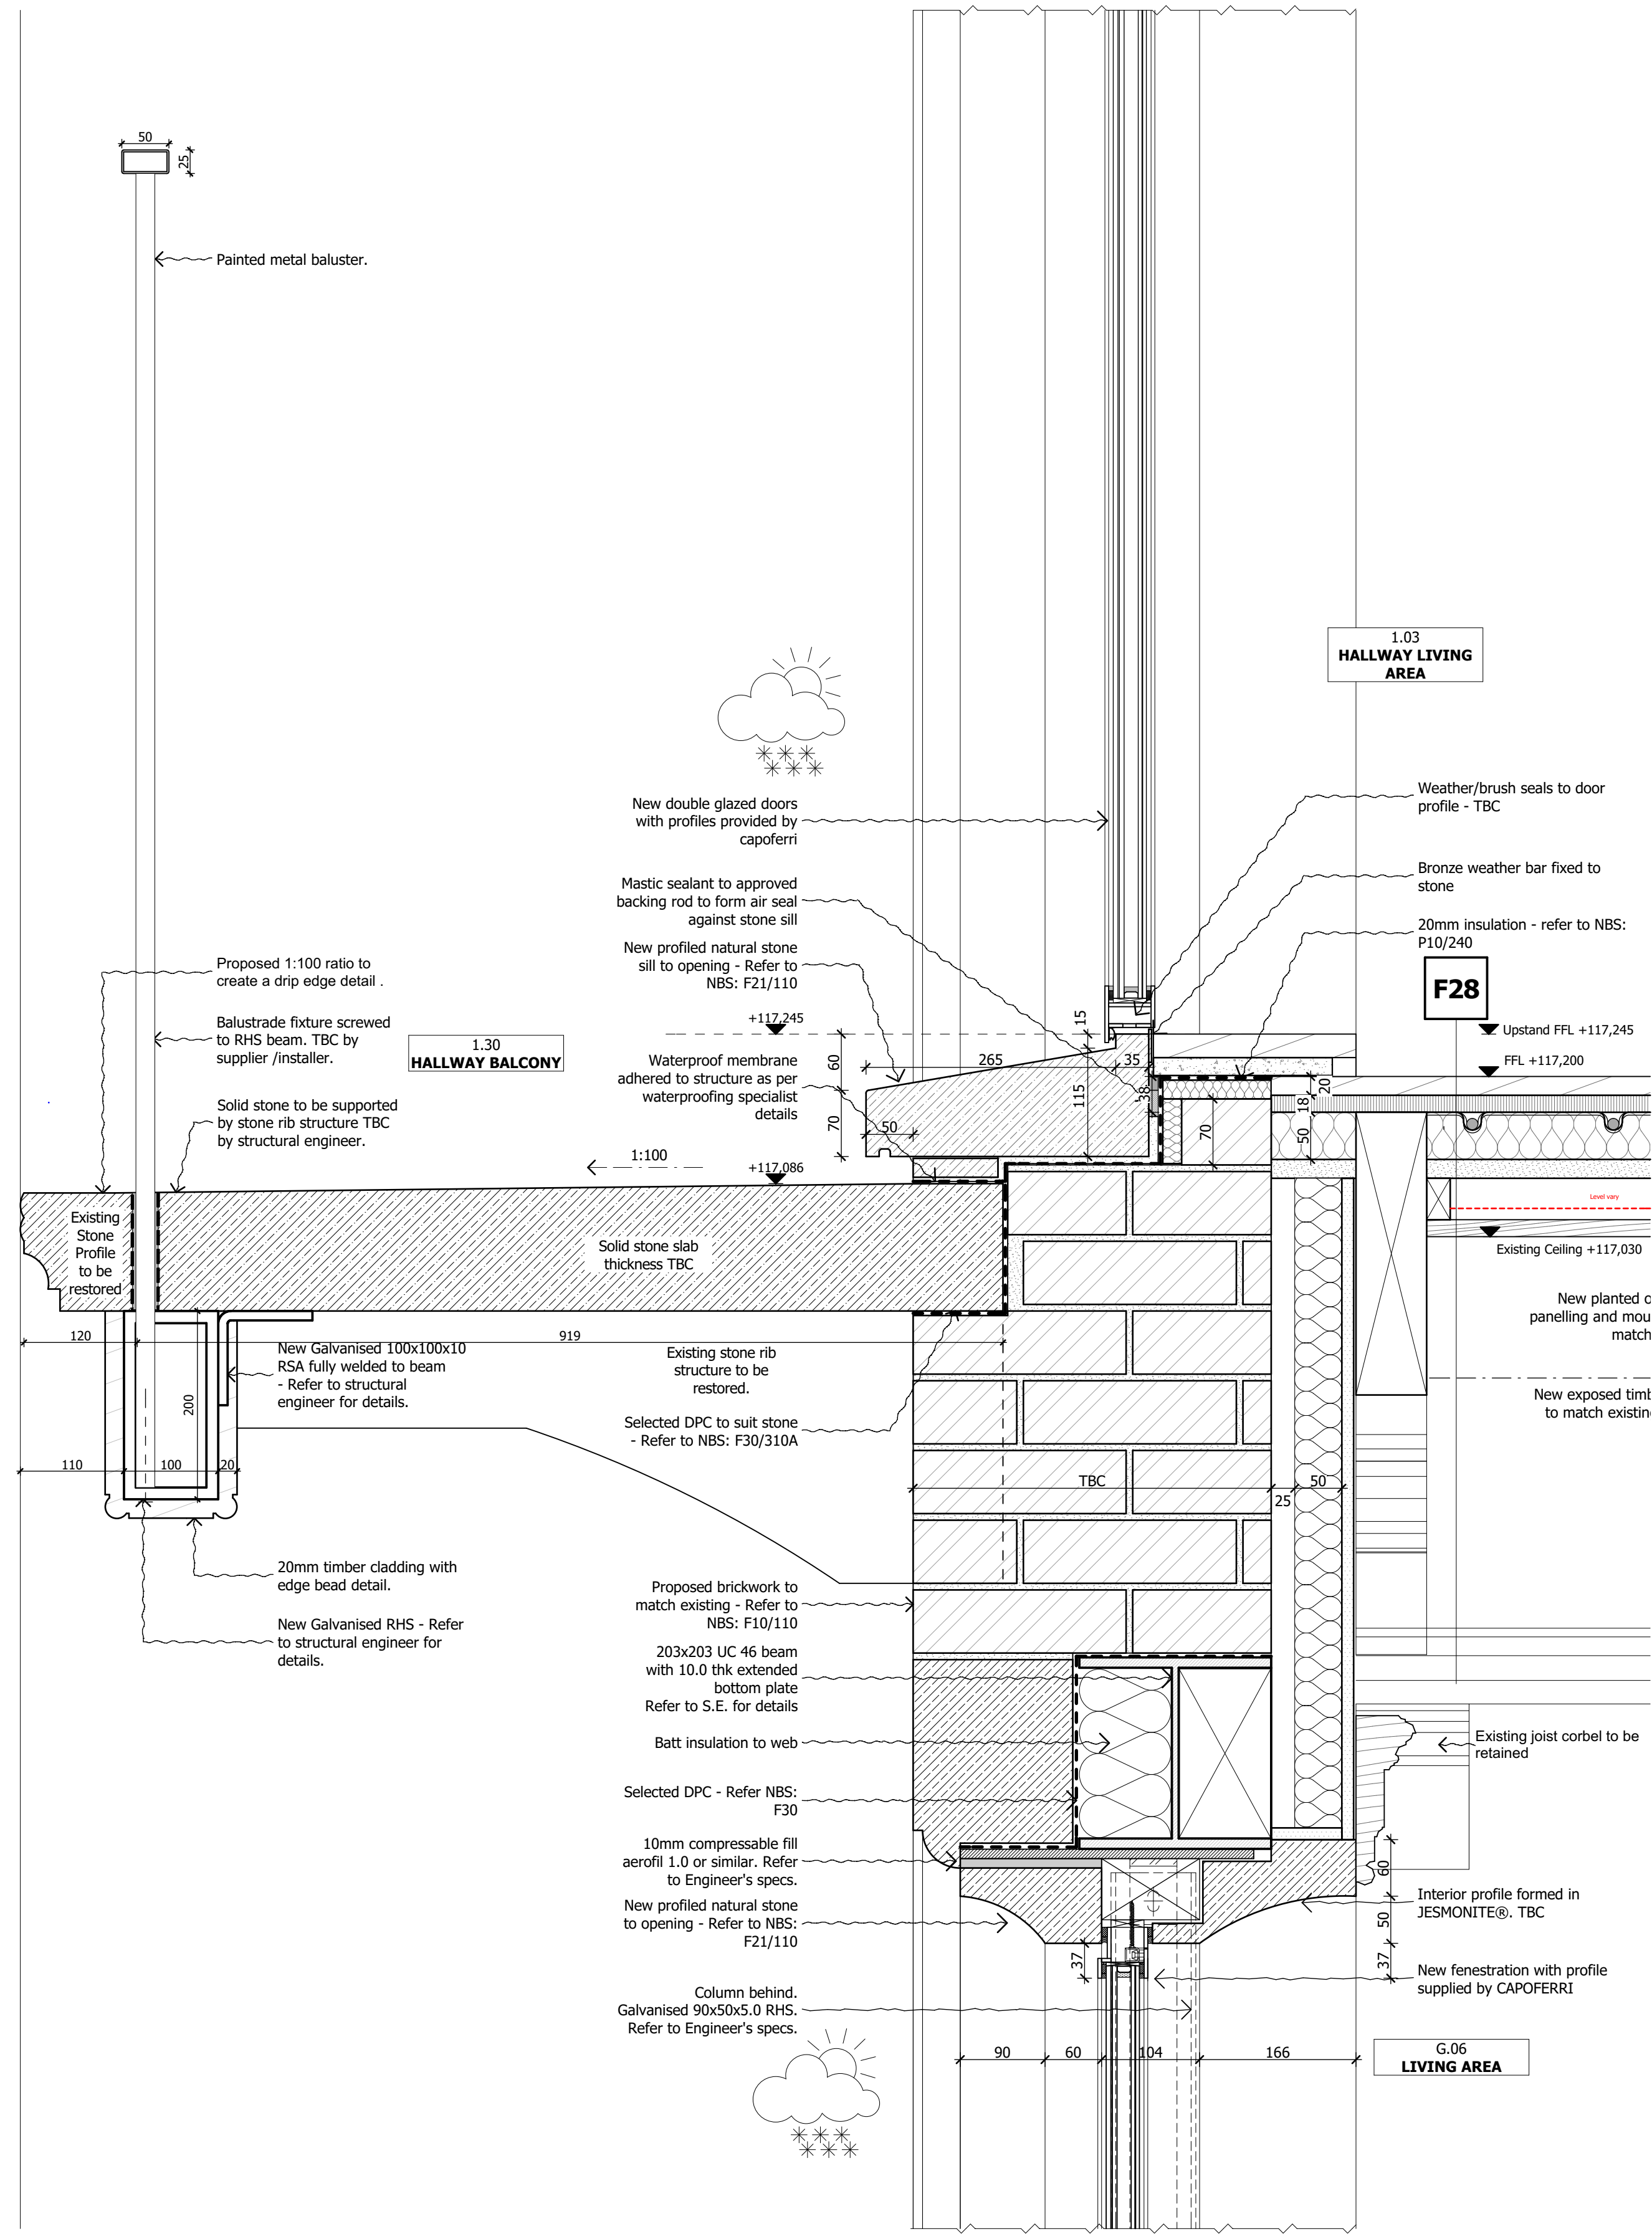 50
25
Painted metal baluster.
1.03
HALLWAY LIVING
AREA
New double glazed doors
with profiles provided by
capoferri
Weather/brush seals to door
profile - TBC
Mastic sealant to approved
backing rod to form air seal
against stone sill
Bronze weather bar fixed to
stone
20mm insulation - refer to NBS:
P10/240
New profiled natural stone
sill to opening - Refer to
NBS: F21/110
Proposed 1:100 ratio to
create a drip edge detail .
F28
Balustrade fixture screwed
to RHS beam. TBC by
supplier /installer.
1.30
HALLWAY BALCONY
+117,245
15
Upstand FFL +117,245
FFL +117,200
Waterproof membrane
adhered to structure as per
waterproofing specialist
details
60
265
35
115
38
20
18
50
70
70
50
Solid stone to be supported
by stone rib structure TBC
by structural engineer.
1:100
+117,086
Level vary
Existing
Stone
Profile
to be
restored
Solid stone slab
thickness TBC
Existing Ceiling +117,030
New planted o
panelling and mou
match
120
919
New Galvanised 100x100x10
RSA fully welded to beam
- Refer to structural
engineer for details.
200
Existing stone rib
structure to be
restored.
New exposed timb
to match existing
Selected DPC to suit stone
- Refer to NBS: F30/310A
110
100
20
TBC
25
50
20mm timber cladding with
edge bead detail.
Proposed brickwork to
match existing - Refer to
NBS: F10/110
New Galvanised RHS - Refer
to structural engineer for
details.
203x203 UC 46 beam
with 10.0 thk extended
bottom plate
Refer to S.E. for details
Batt insulation to web
Existing joist corbel to be
retained
Selected DPC - Refer NBS:
F30
10mm compressable fill
aerofil 1.0 or similar. Refer
to Engineer's specs.
60
Interior profile formed in
JESMONITE®. TBC
New profiled natural stone
to opening - Refer to NBS:
F21/110
50
37
37
New fenestration with profile
supplied by CAPOFERRI
Column behind.
Galvanised 90x50x5.0 RHS.
Refer to Engineer's specs.
90
60
104
166
G.06
LIVING AREA